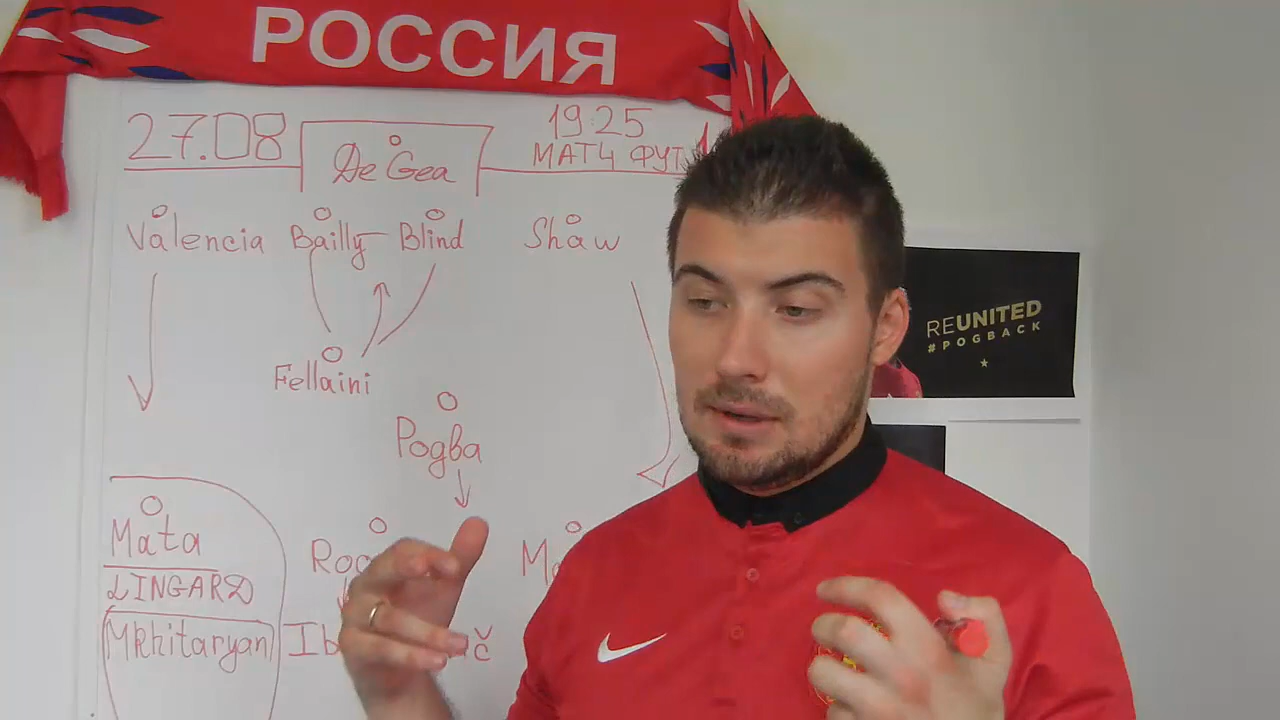 РОССИЯ
27.08
19:25
МАТЧ ФУТ
De Gea
Valencia Bailly Blind Shaw
REUNITED
#POGBACK
Fellaini
Pogba
Mata
LINGARD
Mkhitaryan